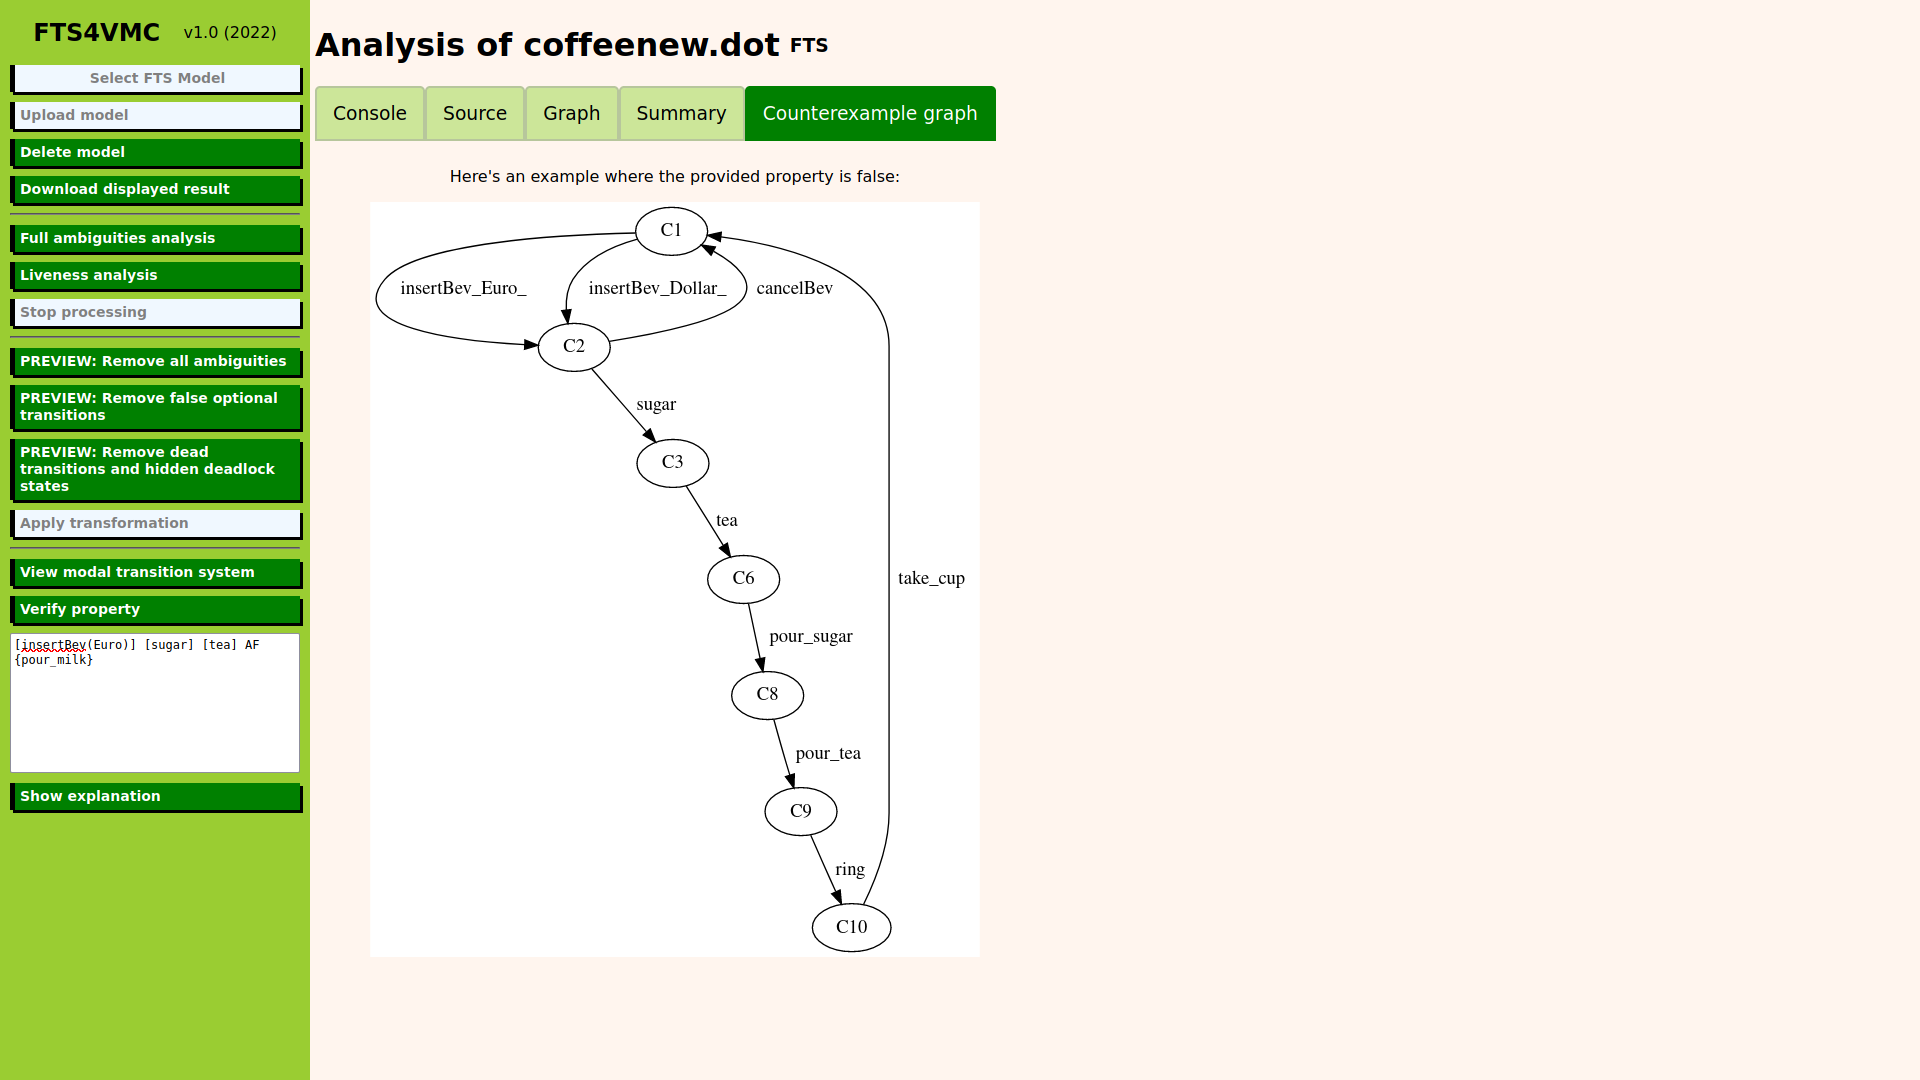 FTS4VMC v1.0 (2022)
Select FTS Model
Upload model
Delete model
Download displayed result
Full ambiguities analysis
Liveness analysis
Stop processing
PREVIEW: Remove all ambiguities
PREVIEW: Remove false optional
transitions
PREVIEW: Remove dead
transitions and hidden deadlock
states
Apply transformation
View modal transition system
Verify property
[insertBev(Euro)] [sugar] [tea] AF
{pour_milk}
Show explanation
Analysis of coffeenew.dot FTS
Console Source Graph Summary Counterexample graph
Here's an example where the provided property is false:
C1
insertBev_Euro_ insertBev_Dollar_ cancelBev
C2
sugar
C3
tea
C6 take_cup
pour_sugar
C8
pour_tea
C9
ring
C10